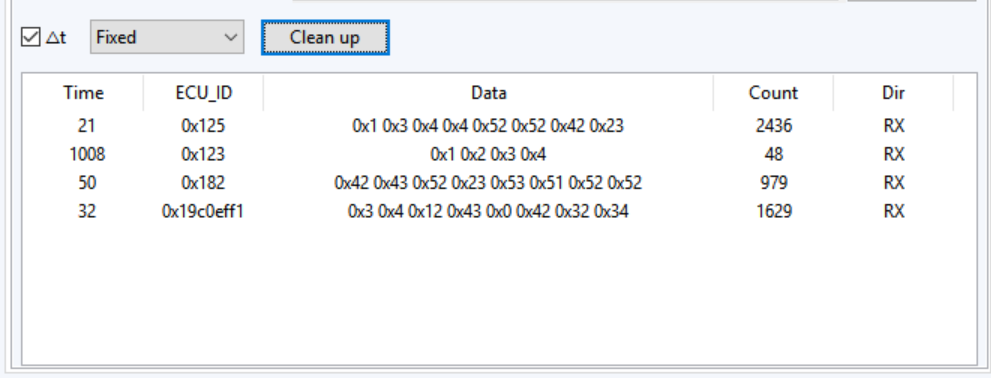 Δt Fixed Clean up
Time ECU_ID Data Count Dir
21 0x125 0x1 0x3 0x4 0x4 0x52 0x52 0x42 0x23 2436 RX
1008 0x123 0x1 0x2 0x3 0x4 48 RX
50 0x182 0x42 0x43 0x52 0x23 0x53 0x51 0x52 0x52 979 RX
32 0x19c0eff1 0x3 0x4 0x12 0x43 0x0 0x42 0x32 0x34 1629 RX